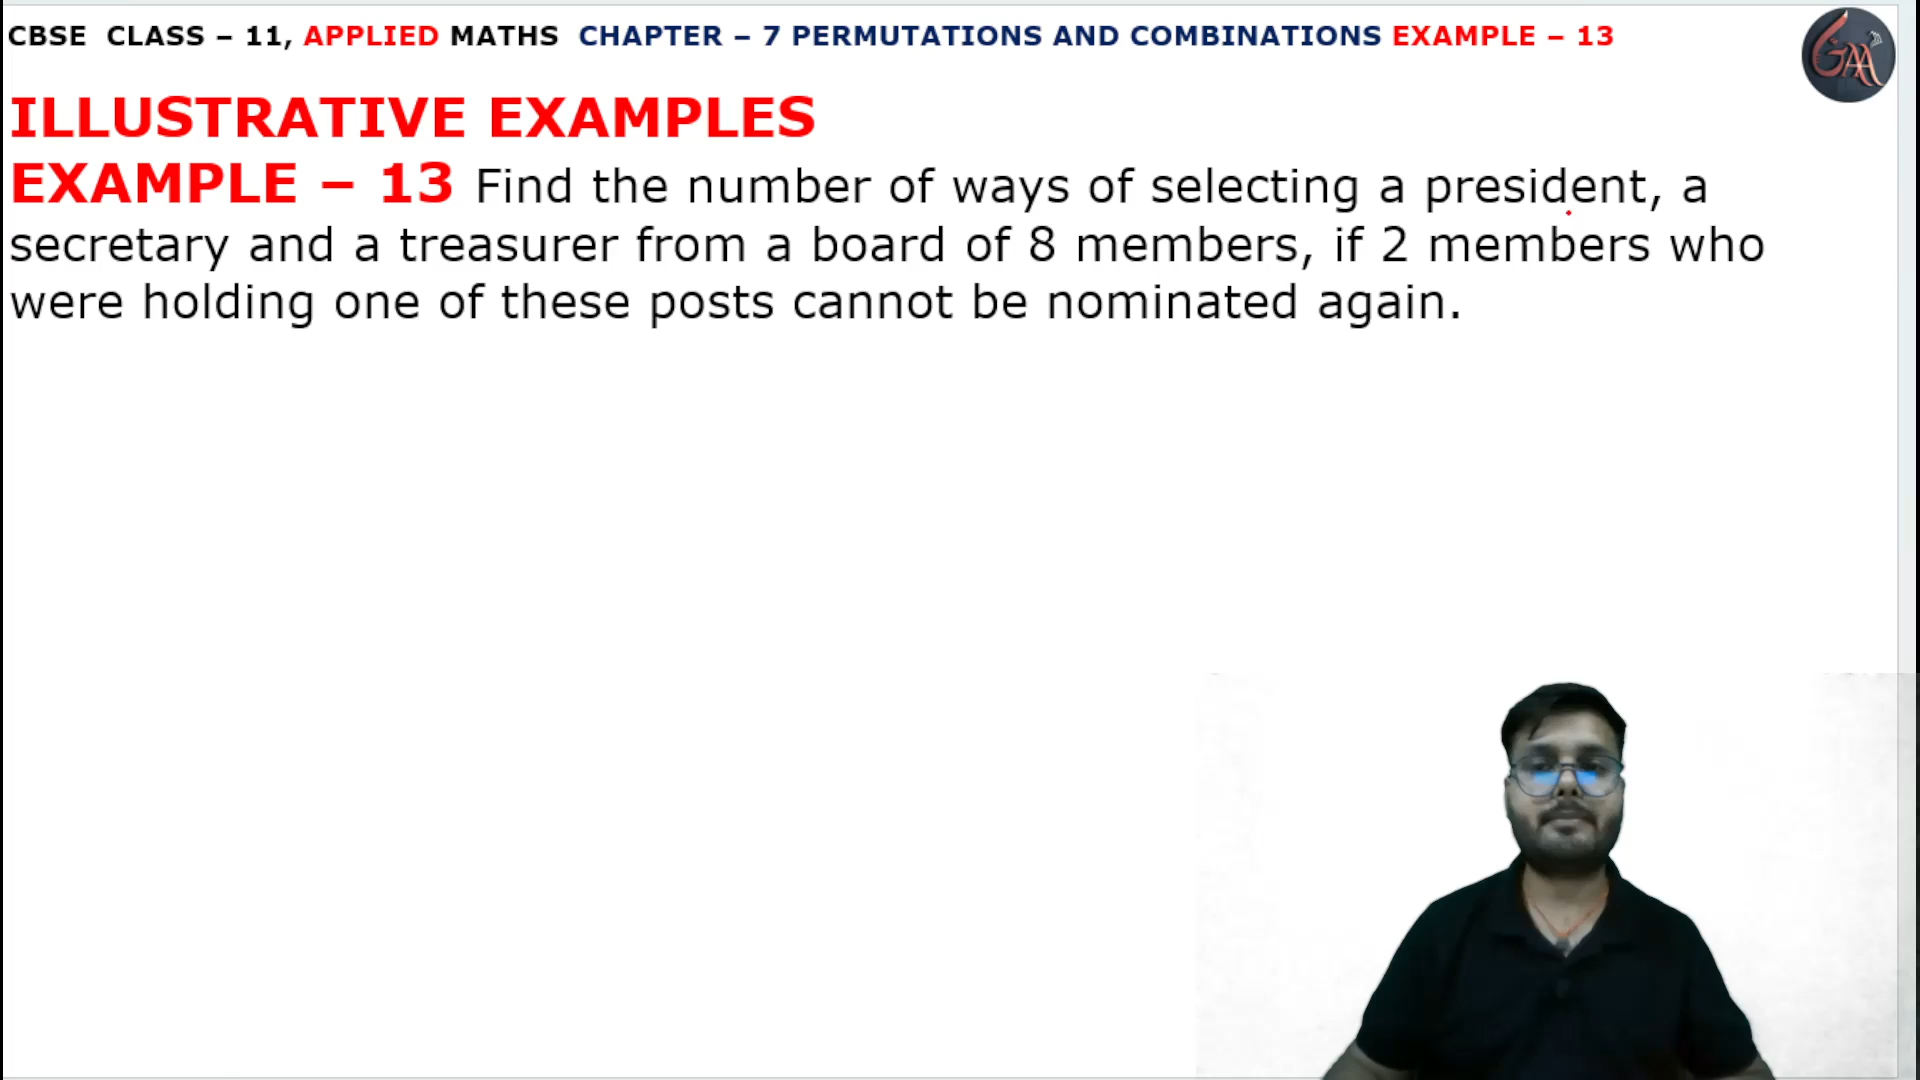 CBSE CLASS – 11, APPLIED MATHS CHAPTER – 7 PERMUTATIONS AND COMBINATIONS EXAMPLE – 13
ILLUSTRATIVE EXAMPLES
EXAMPLE – 13 Find the number of ways of selecting a president, a
secretary and a treasurer from a board of 8 members, if 2 members who
were holding one of these posts cannot be nominated again.